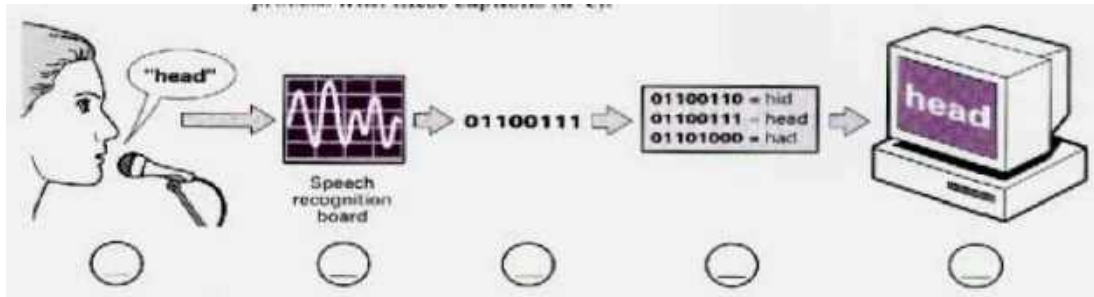 "head"
01100111
01100110 = hid
01100111 = head
01101000 = had
head
Speech
recognition
board